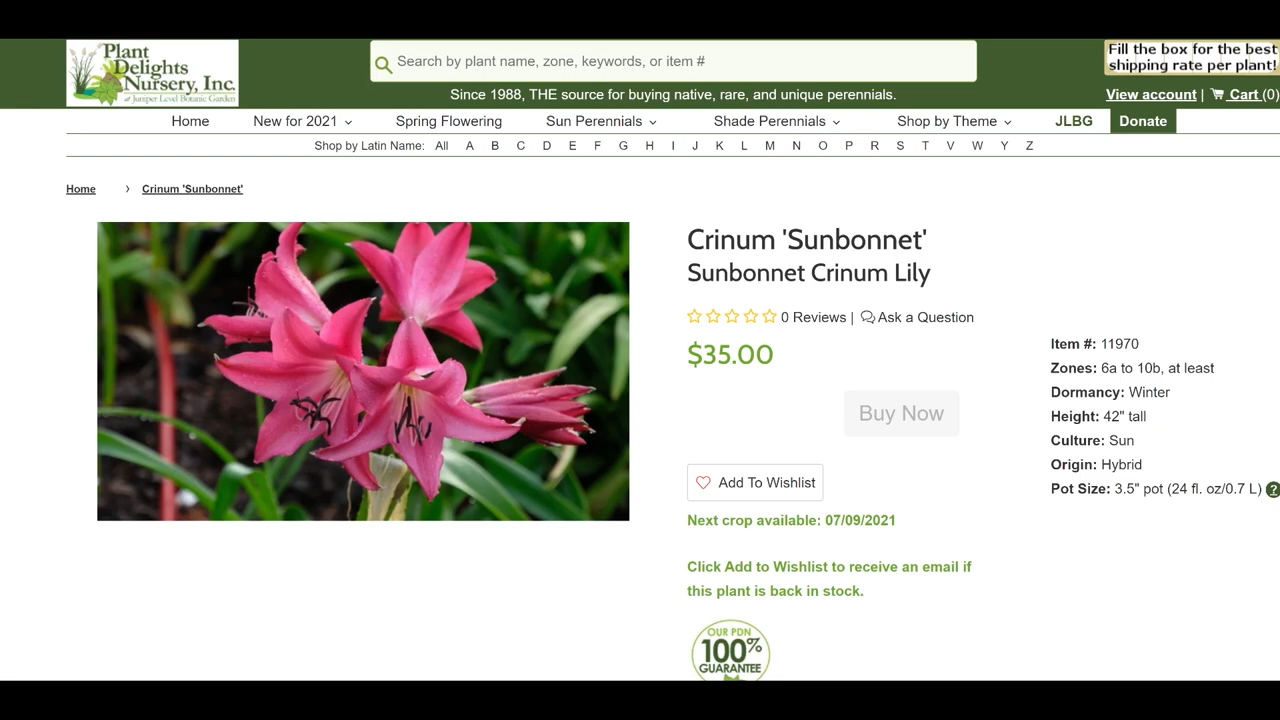 Plant
Delights
Nursery, Inc.
at Juniper Level Botanic Garden
Search by plant name, zone, keywords, or item #
Fill the box for the best
shipping rate per plant!
Since 1988, THE source for buying native, rare, and unique perennials.
View account | Cart (0)
Home New for 2021 Spring Flowering Sun Perennials Shade Perennials Shop by Theme JLBG Donate
Shop by Latin Name: All A B C D E F G H I J K L M N O P R S T V W Y Z
Home › Crinum 'Sunbonnet'
Crinum 'Sunbonnet'
Sunbonnet Crinum Lily
0 Reviews | Ask a Question
$35.00
Buy Now
Add To Wishlist
Next crop available: 07/09/2021
Click Add to Wishlist to receive an email if
this plant is back in stock.
OUR PDN
100%
GUARANTEE
Item #: 11970
Zones: 6a to 10b, at least
Dormancy: Winter
Height: 42" tall
Culture: Sun
Origin: Hybrid
Pot Size: 3.5" pot (24 fl. oz/0.7 L) ?